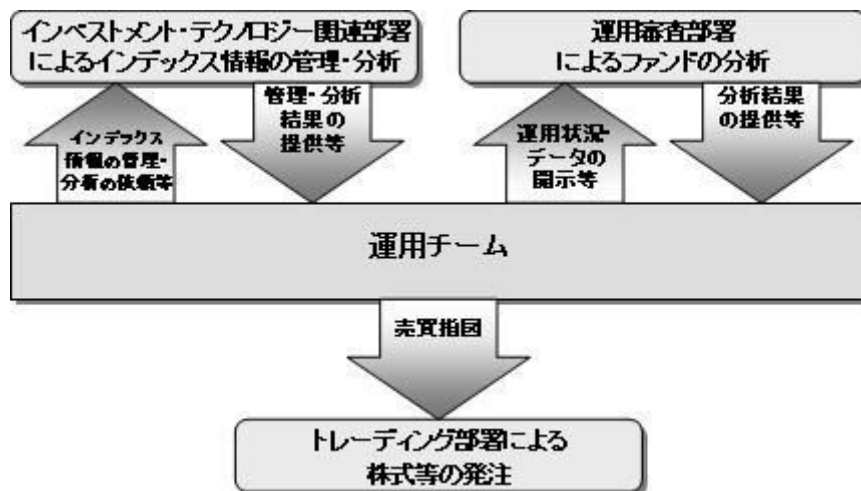 インベストメント・テクノロジー関連部署
によるインデックス情報の管理・分析
運用審査部署
によるファンドの分析
インデックス
情報の管理・
分析の依頼等
管理・分析
結果の
提供等
運用状況・
データの
開示等
分析結果
の提供等
運用チーム
売買指図
トレーディング部署による
株式等の発注